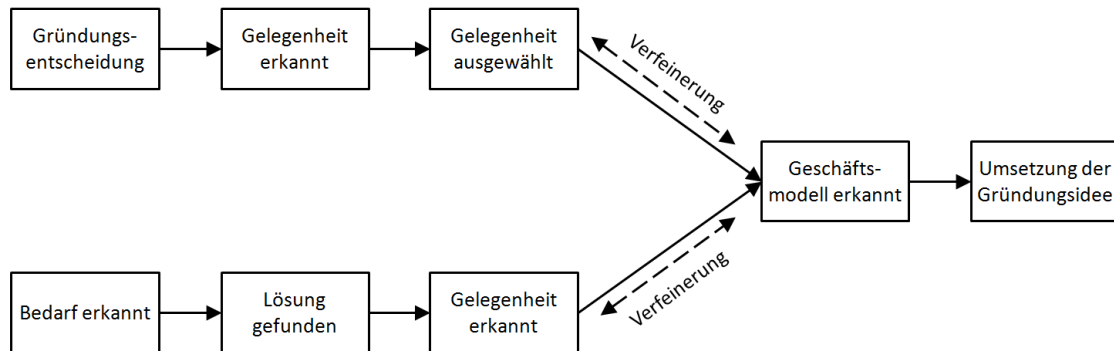 Gründungs-
entscheidung
Gelegenheit
erkannt
Gelegenheit
ausgewählt
Verfeinerung
Geschäfts-
modell erkannt
Umsetzung der
Gründungsidee
Bedarf erkannt
Lösung
gefunden
Gelegenheit
erkannt
Verfeinerung